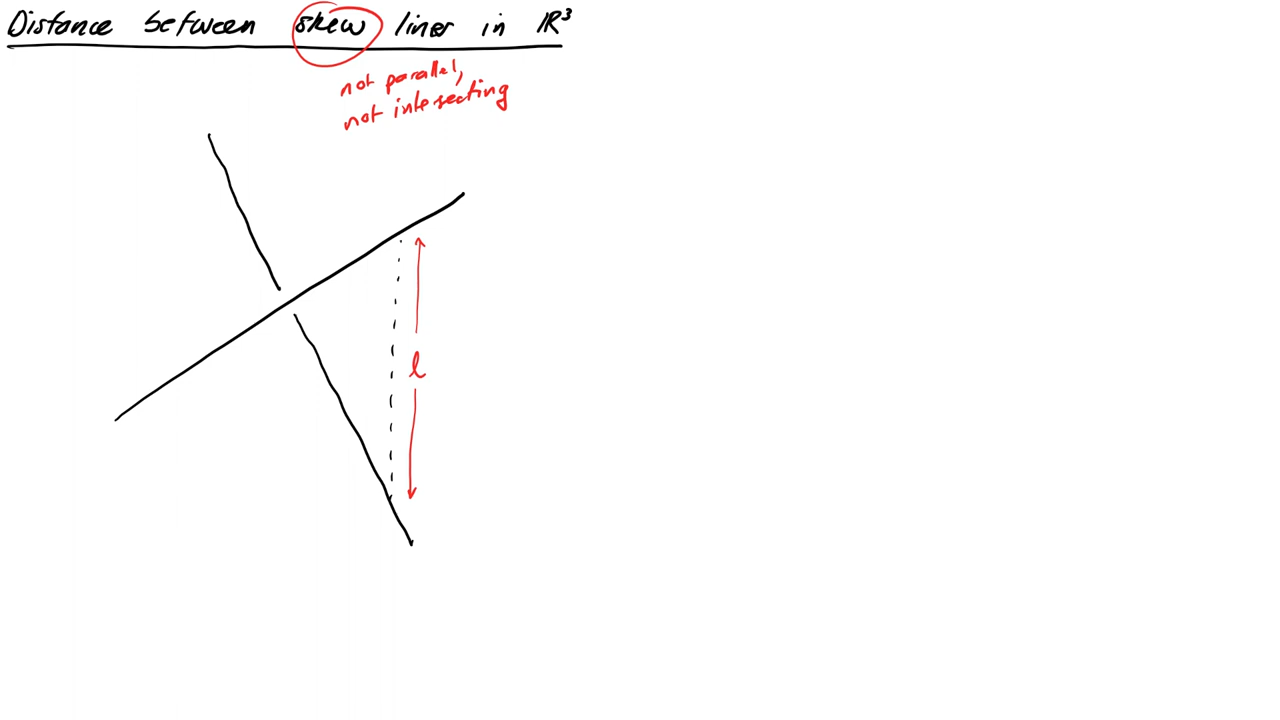 Distance between skew lines in ℝ³
not parallel,
not intersecting
l